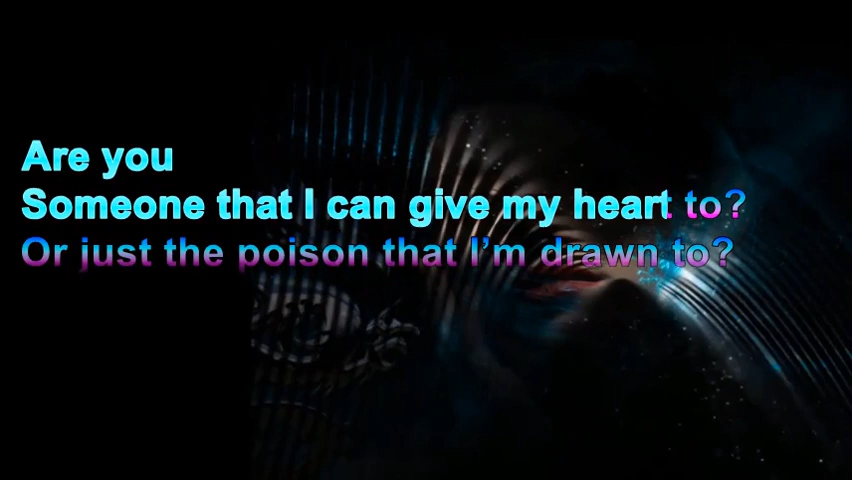 Are you
Someone that I can give my heart to?
Or just the poison that I’m drawn to?